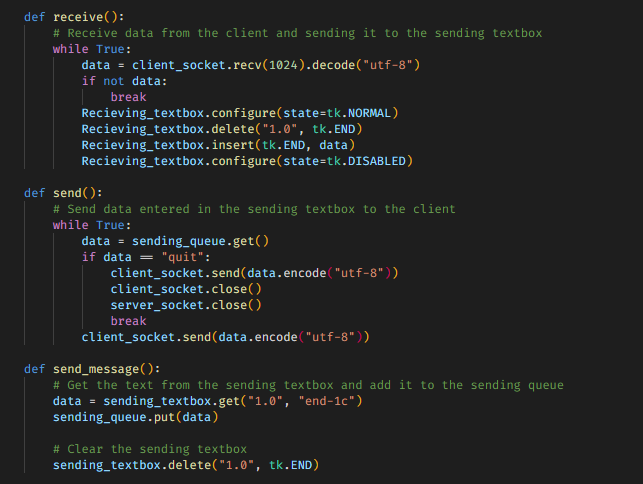 def receive():
    # Receive data from the client and sending it to the sending textbox
    while True:
        data = client_socket.recv(1024).decode("utf-8")
        if not data:
            break
        Recieving_textbox.configure(state=tk.NORMAL)
        Recieving_textbox.delete("1.0", tk.END)
        Recieving_textbox.insert(tk.END, data)
        Recieving_textbox.configure(state=tk.DISABLED)

def send():
    # Send data entered in the sending textbox to the client
    while True:
        data = sending_queue.get()
        if data == "quit":
            client_socket.send(data.encode("utf-8"))
            client_socket.close()
            server_socket.close()
            break
        client_socket.send(data.encode("utf-8"))

def send_message():
    # Get the text from the sending textbox and add it to the sending queue
    data = sending_textbox.get("1.0", "end-1c")
    sending_queue.put(data)

    # Clear the sending textbox
    sending_textbox.delete("1.0", tk.END)